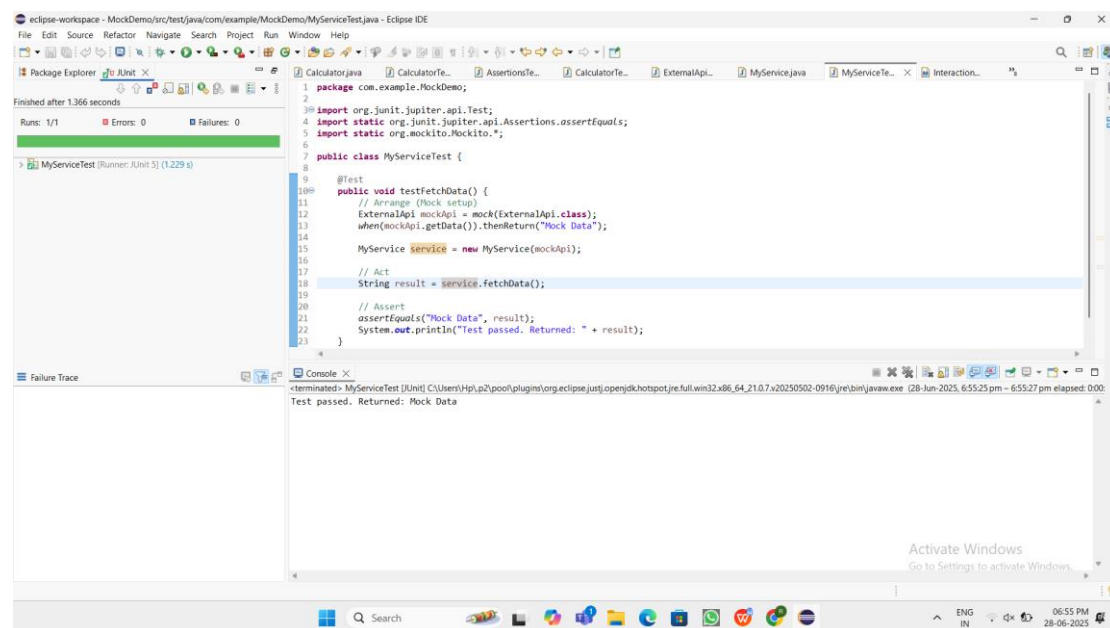 eclipse-workspace - MockDemo/src/test/java/com/example/MockDemo/MyServiceTest.java - Eclipse IDE
File Edit Source Refactor Navigate Search Project Run Window Help
Package Explorer JUnit
Finished after 1.366 seconds
Runs: 1/1 Errors: 0 Failures: 0
MyServiceTest [Runner: JUnit 5] (1.229 s)
Failure Trace
Calculator.java CalculatorTe... AssertionsTe... CalculatorTe... ExternalApi... MyService.java MyServiceTe... Interaction...
1 package com.example.MockDemo;
2
3 import org.junit.jupiter.api.Test;
4 import static org.junit.jupiter.api.Assertions.assertEquals;
5 import static org.mockito.Mockito.*;
6
7 public class MyServiceTest {
8
9     @Test
10     public void testFetchData() {
11         // Arrange (Mock setup)
12         ExternalApi mockApi = mock(ExternalApi.class);
13         when(mockApi.getData()).thenReturn("Mock Data");
14
15         MyService service = new MyService(mockApi);
16
17         // Act
18         String result = service.fetchData();
19
20         // Assert
21         assertEquals("Mock Data", result);
22         System.out.println("Test passed. Returned: " + result);
23     }
Console
<terminated> MyServiceTest [JUnit] C:\Users\Hp\.p2\pool\plugins\org.eclipse.justj.openjdk.hotspot.jre.full.win32.x86_64_21.0.7.v20250502-0916\jre\bin\javaw.exe (28-Jun-2025, 6:55:25 pm – 6:55:27 pm elapsed: 0:00:
Test passed. Returned: Mock Data
Activate Windows
Go to Settings to activate Windows.
Search
ENG
IN
06:55 PM
28-06-2025